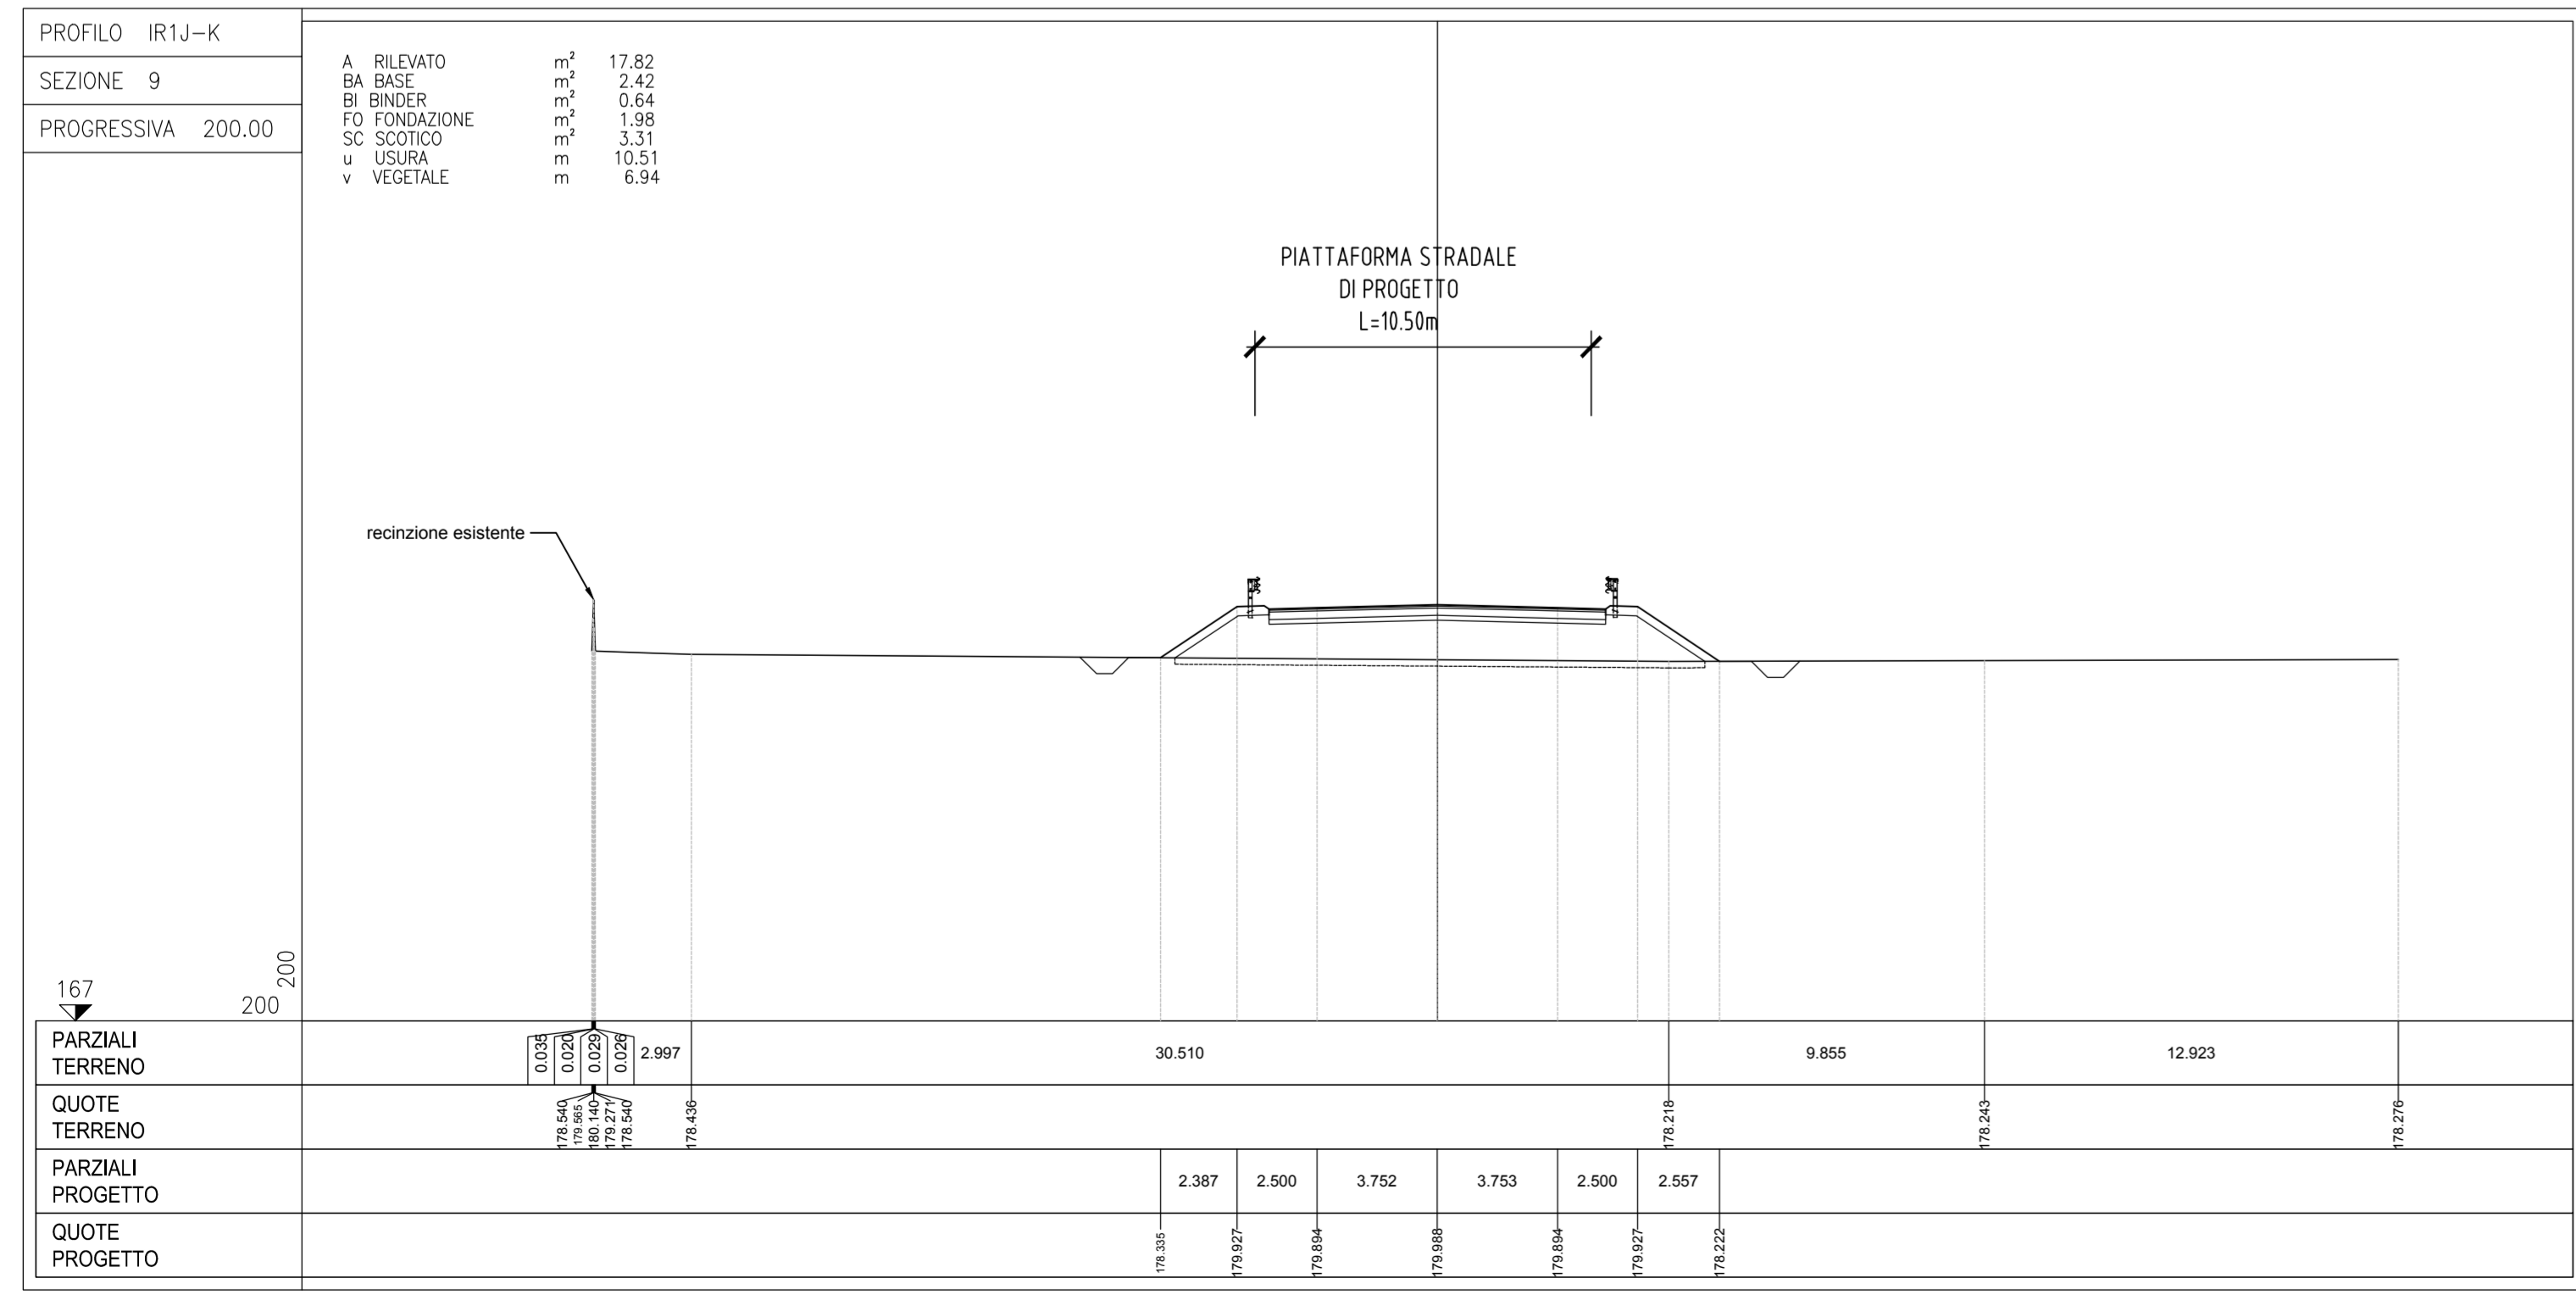 PROFILO IR1J-K
SEZIONE 9
PROGRESSIVA 200.00
A RILEVATO m² 17.82
BA BASE m² 2.42
BI BINDER m² 0.64
FO FONDAZIONE m² 1.98
SC SCOTICO m² 3.31
u USURA m 10.51
v VEGETALE m 6.94
PIATTAFORMA STRADALE
DI PROGETTO
L=10.50m
recinzione esistente
167
200
200
PARZIALI
TERRENO
0.035 0.020 0.029 0.026 2.997 30.510 9.855 12.923
QUOTE
TERRENO
178.540 179.565 180.140 179.271 178.540 178.436 178.218 178.243 178.276
PARZIALI
PROGETTO
2.387 2.500 3.752 3.753 2.500 2.557
QUOTE
PROGETTO
178.335 179.927 179.894 179.988 179.894 179.927 178.222